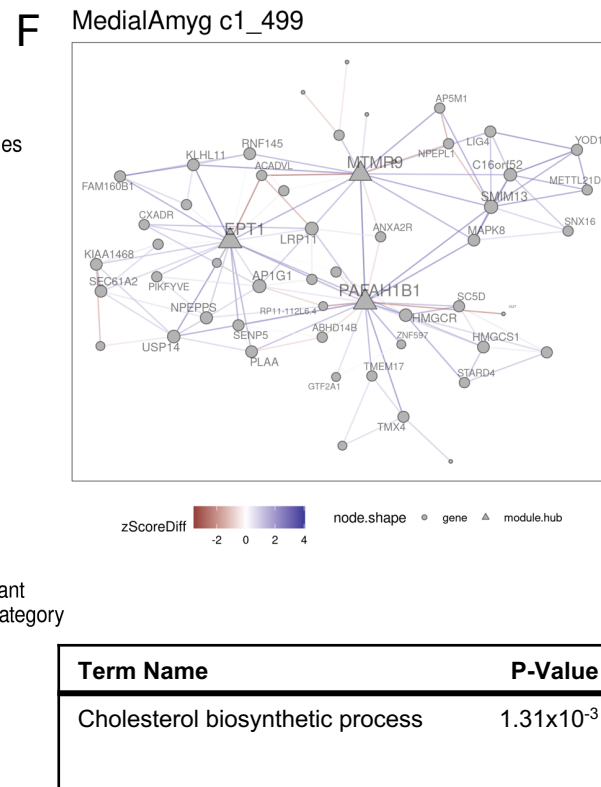 F
MedialAmyg c1_499
es
AP5M1
LIG4
YOD1
RNF145
NPEPL1
KLHL11
ACADVL
MTMR9
C16orf52
FAM160B1
METTL21D
SMIM13
CXADR
EPT1
LRP11
ANXA2R
MAPK8
SNX16
KIAA1468
SEC61A2
PIKFYVE
AP1G1
PAFAH1B1
SC5D
NPEPPS
RP11-112L6.4
HMGCR
USP14
SENP5
ABHD14B
ZNF597
HMGCS1
PLAA
TMEM17
STARD4
GTF2A1
TMX4
zScoreDiff
-2 0 2 4
node.shape gene module.hub
ant
ategory
Term Name P-Value
Cholesterol biosynthetic process 1.31x10-3